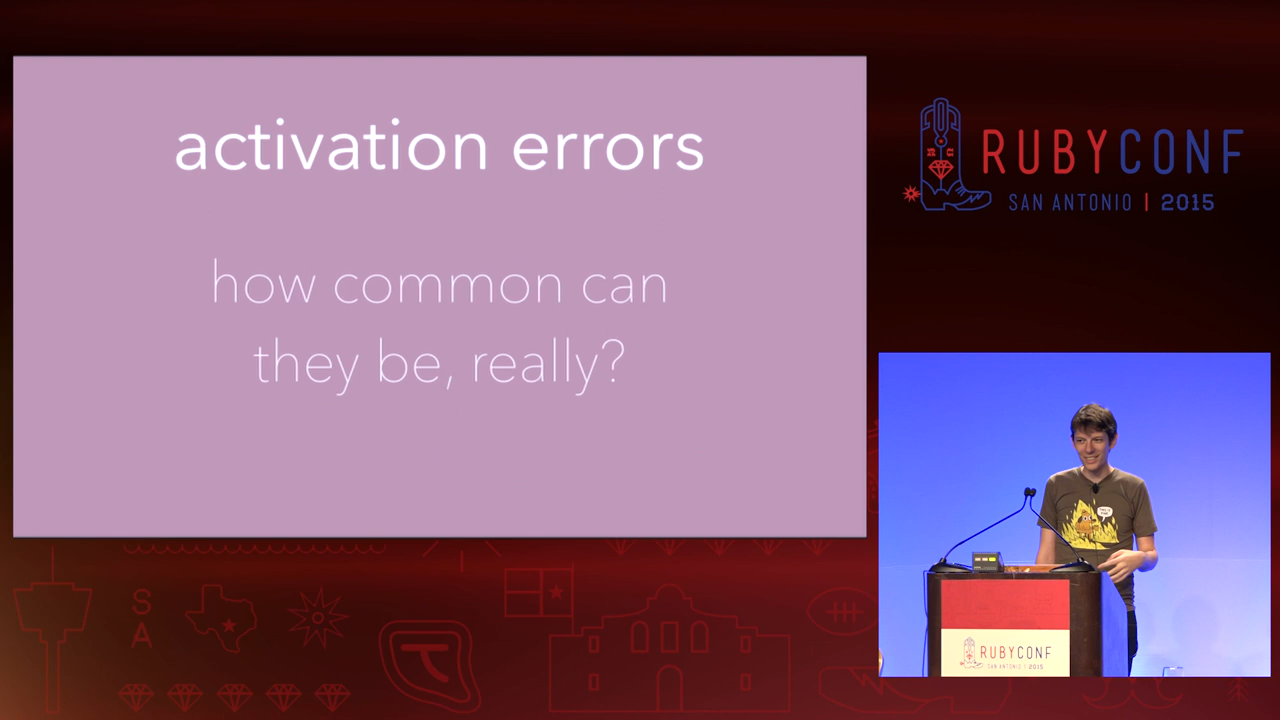 activation errors
how common can
they be, really?
RUBYCONF
SAN ANTONIO | 2015
S
A
RUBYCONF
SAN ANTONIO | 2015